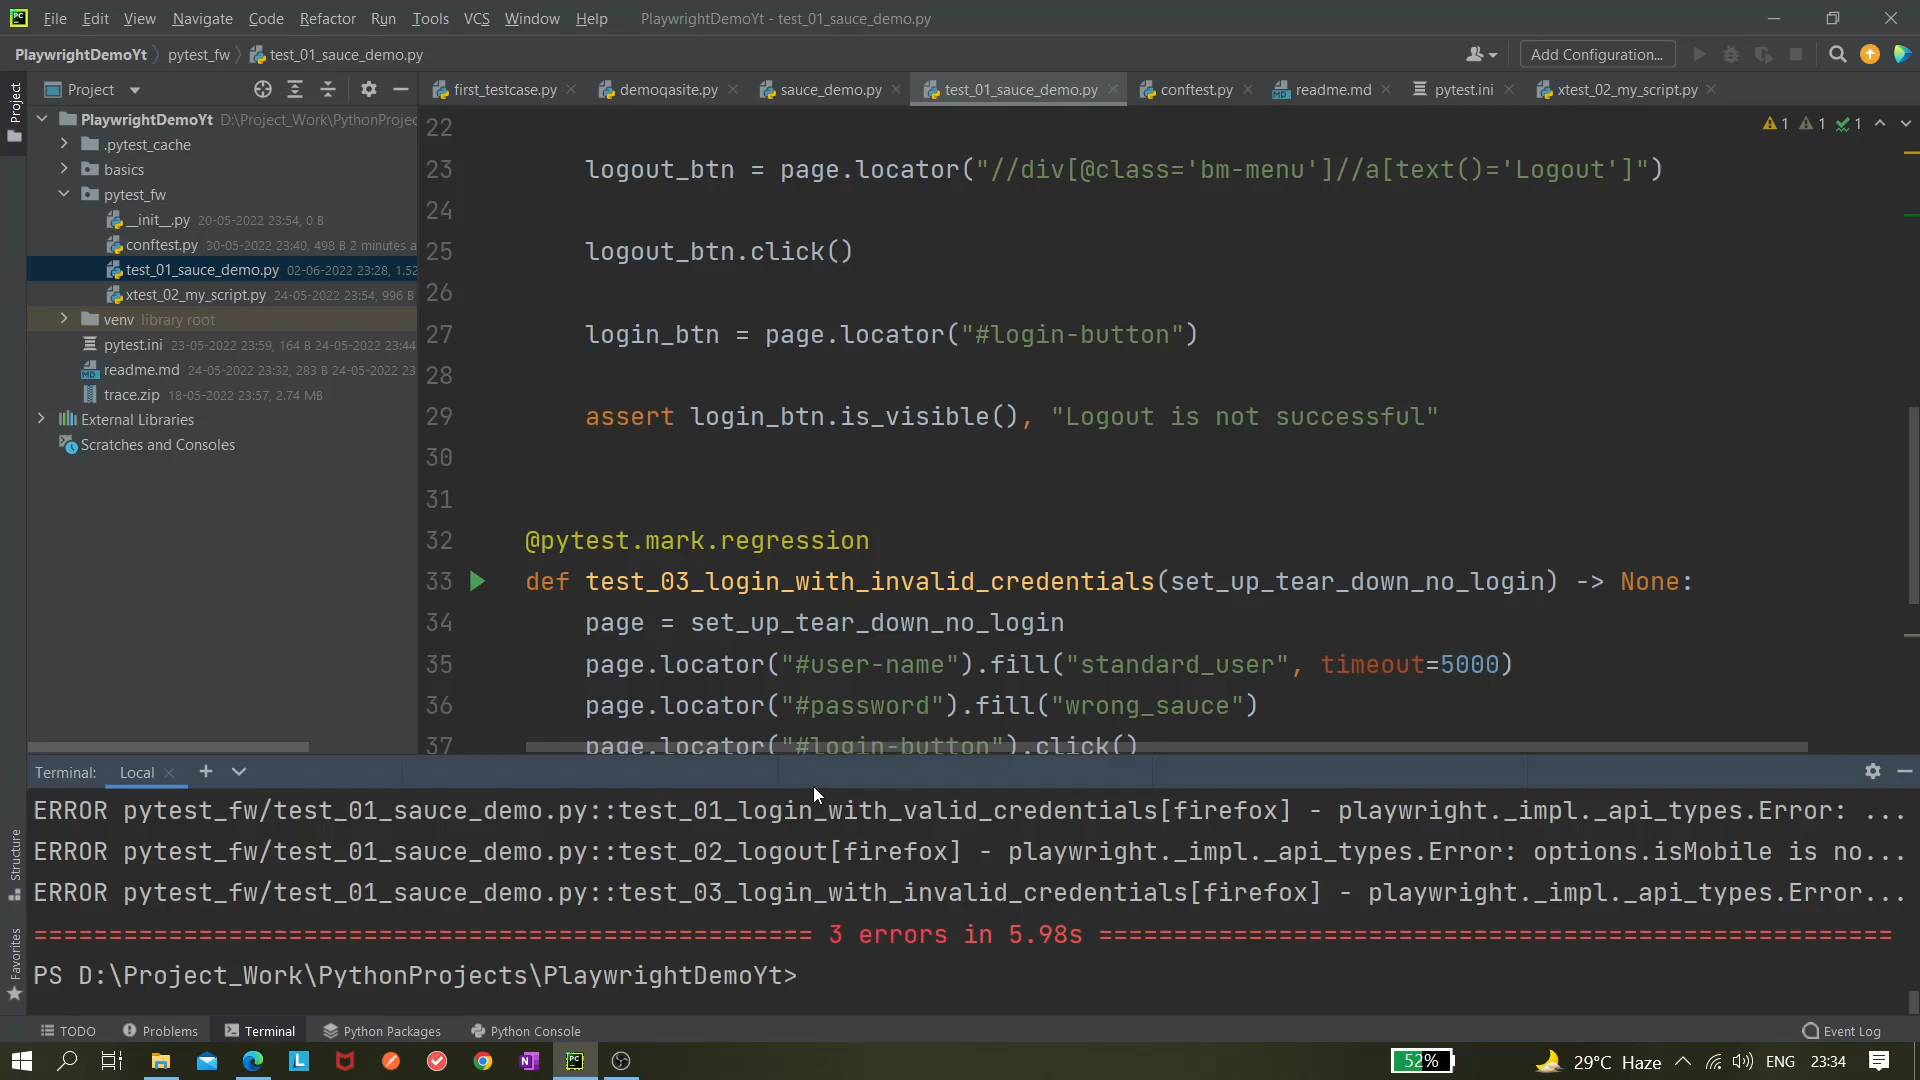 PC File Edit View Navigate Code Refactor Run Tools VCS Window Help PlaywrightDemoYt - test_01_sauce_demo.py
PlaywrightDemoYt pytest_fw test_01_sauce_demo.py Add Configuration...
Project
first_testcase.py demoqasite.py sauce_demo.py test_01_sauce_demo.py conftest.py readme.md pytest.ini xtest_02_my_script.py
Project
PlaywrightDemoYt D:\Project_Work\PythonProjec
.pytest_cache
basics
pytest_fw
__init__.py 20-05-2022 23:54, 0 B
conftest.py 30-05-2022 23:40, 498 B 2 minutes a
test_01_sauce_demo.py 02-06-2022 23:28, 1.52
xtest_02_my_script.py 24-05-2022 23:54, 996 B
venv library root
pytest.ini 23-05-2022 23:59, 164 B 24-05-2022 23:44
readme.md 24-05-2022 23:32, 283 B 24-05-2022 23
trace.zip 18-05-2022 23:57, 2.74 MB
External Libraries
Scratches and Consoles
1 1 1
22
23 logout_btn = page.locator("//div[@class='bm-menu']//a[text()='Logout']")
24
25 logout_btn.click()
26
27 login_btn = page.locator("#login-button")
28
29 assert login_btn.is_visible(), "Logout is not successful"
30
31
32 @pytest.mark.regression
33 def test_03_login_with_invalid_credentials(set_up_tear_down_no_login) -> None:
34 page = set_up_tear_down_no_login
35 page.locator("#user-name").fill("standard_user", timeout=5000)
36 page.locator("#password").fill("wrong_sauce")
37 page.locator("#login-button").click()
Terminal: Local
ERROR pytest_fw/test_01_sauce_demo.py::test_01_login_with_valid_credentials[firefox] - playwright._impl._api_types.Error: ...
ERROR pytest_fw/test_01_sauce_demo.py::test_02_logout[firefox] - playwright._impl._api_types.Error: options.isMobile is no...
ERROR pytest_fw/test_01_sauce_demo.py::test_03_login_with_invalid_credentials[firefox] - playwright._impl._api_types.Error...
==================================================== 3 errors in 5.98s =====================================================
PS D:\Project_Work\PythonProjects\PlaywrightDemoYt>
Structure
Favorites
TODO Problems Terminal Python Packages Python Console Event Log
L PC 52% 29°C Haze ENG 23:34